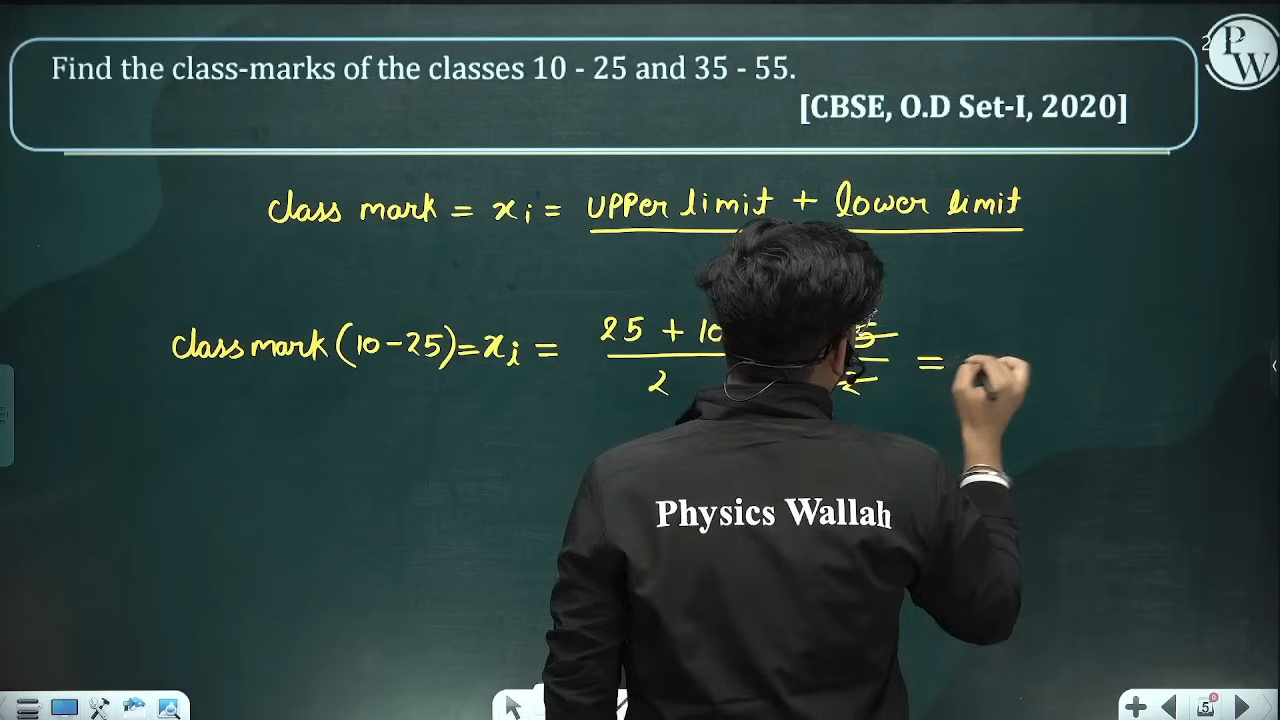 Find the class-marks of the classes 10 - 25 and 35 - 55.
[CBSE, O.D Set-I, 2020]
P
W
class mark = xi = upper limit + lower limit
class mark (10-25) = xi = 25 + 10
2
=
Physics Wallah
5